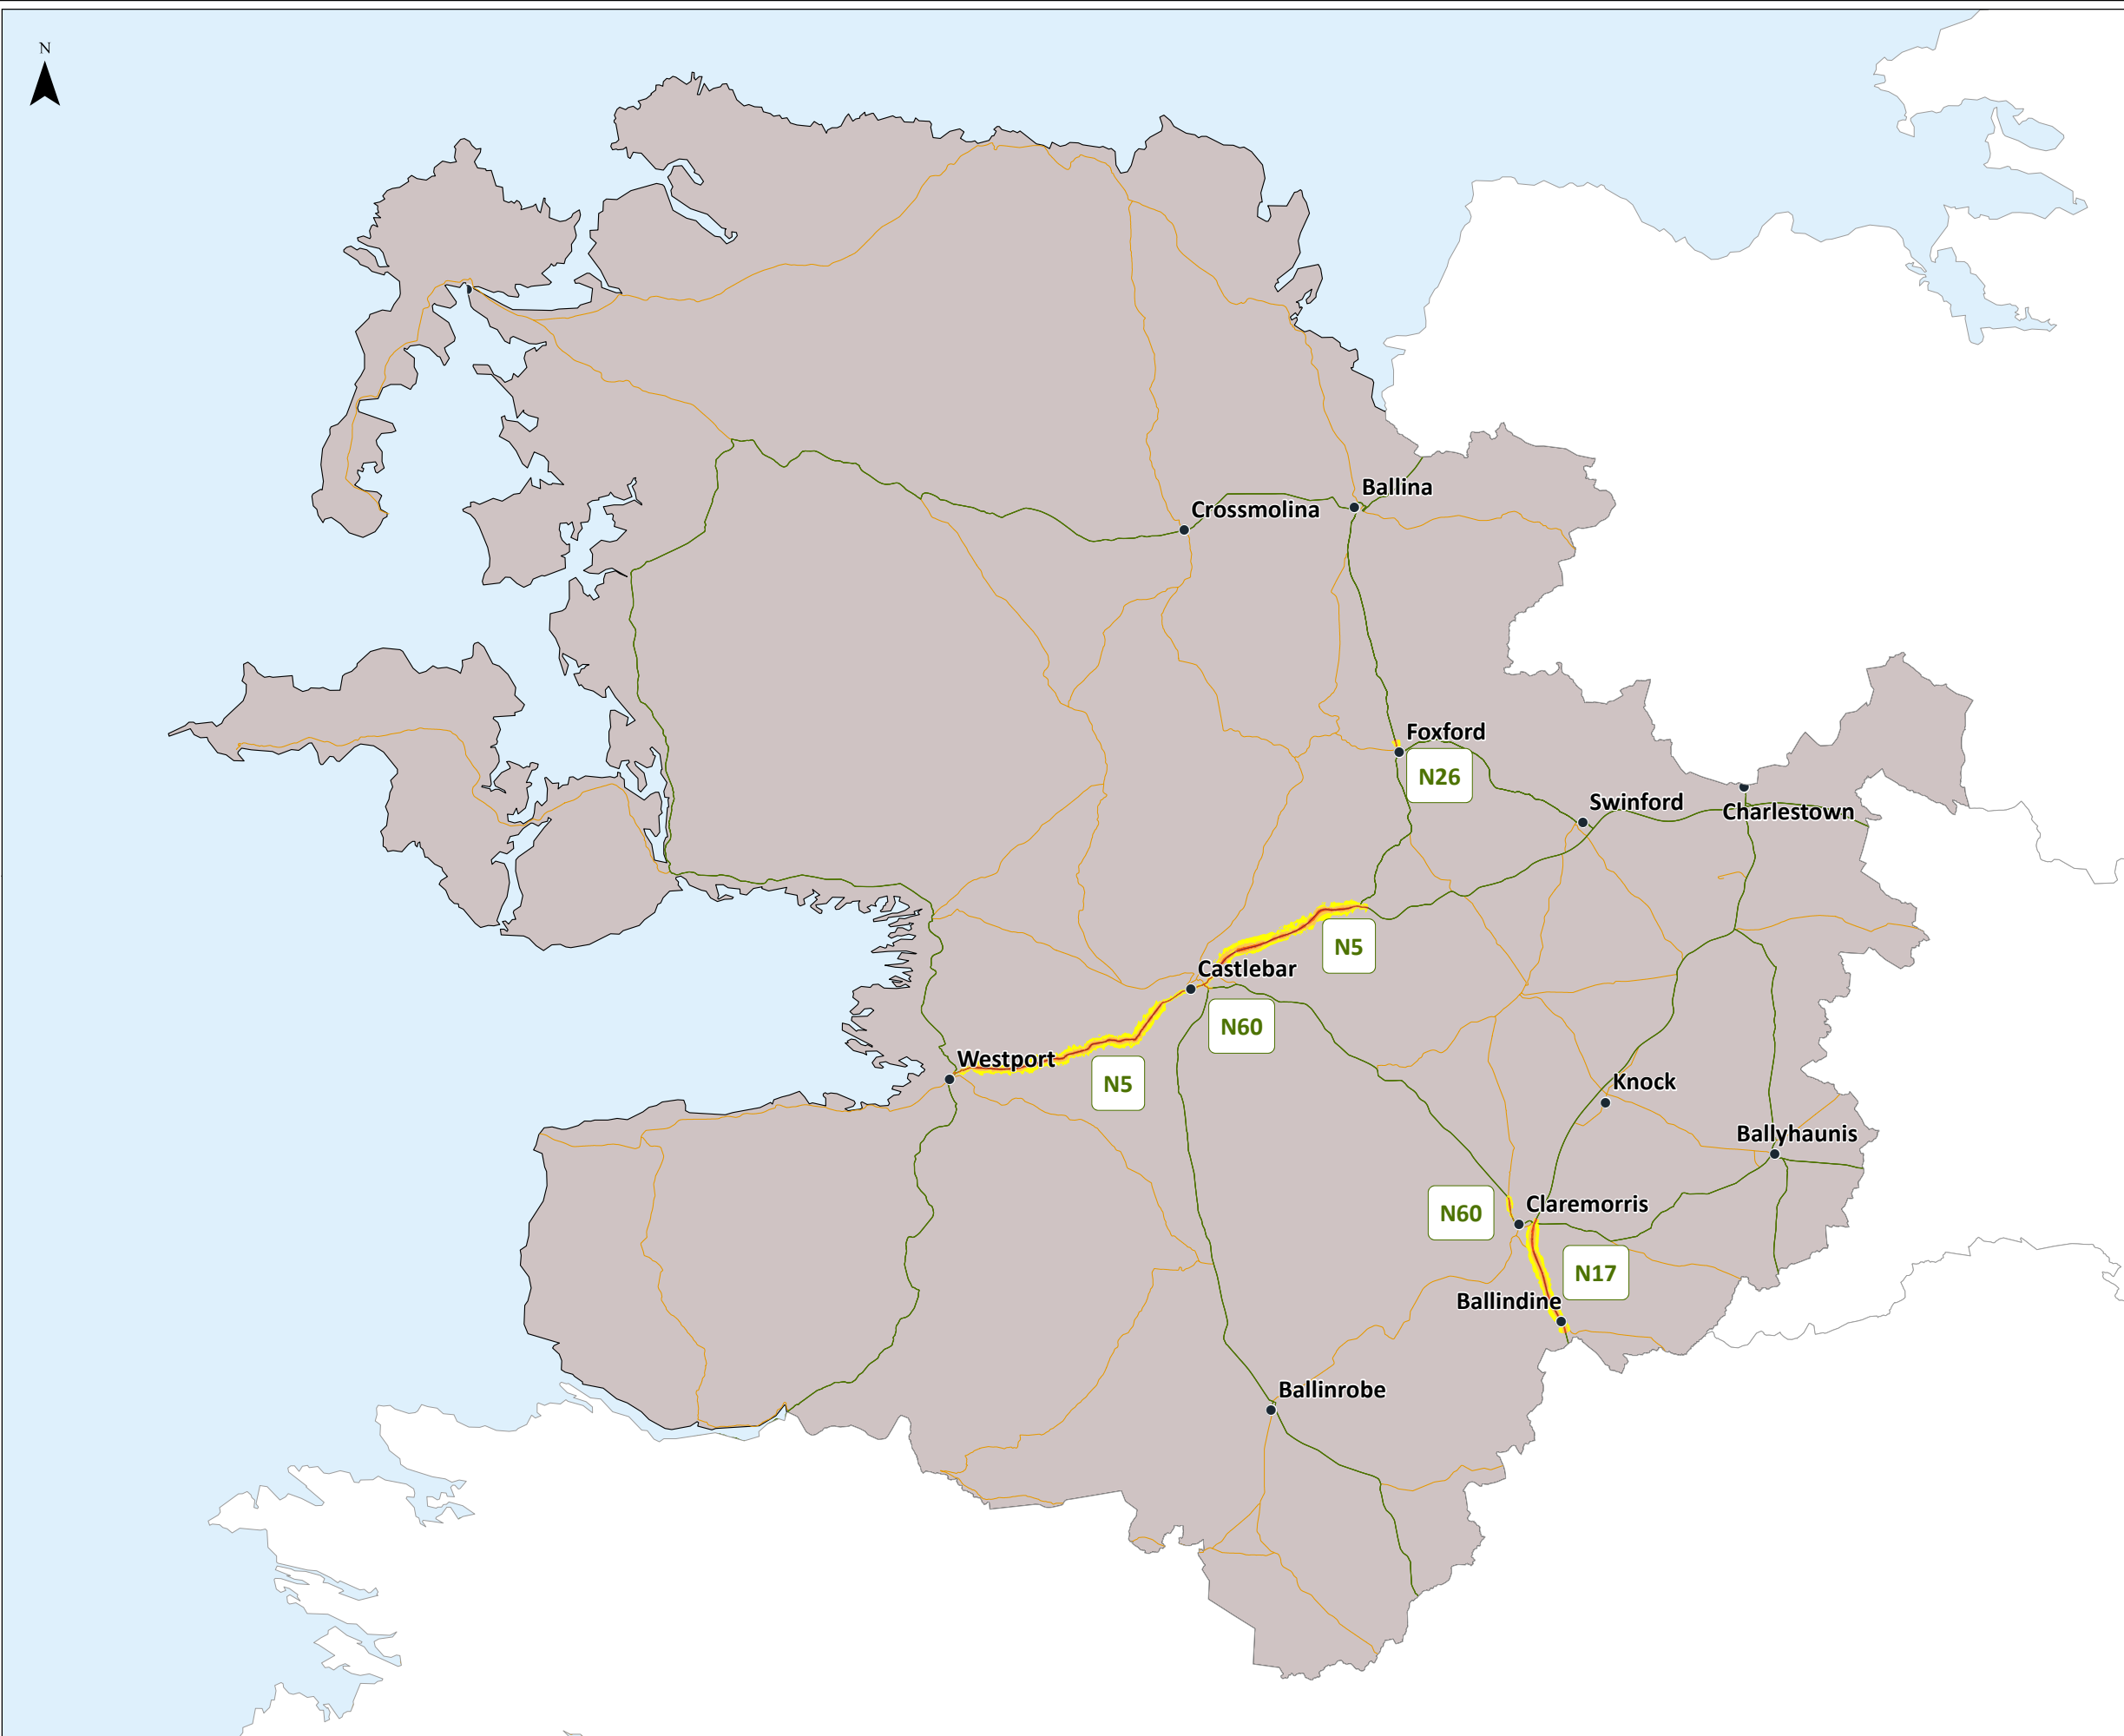 N
Ballina
Crossmolina
Foxford
N26
Swinford
Charlestown
N5
Castlebar
N60
Westport
N5
Knock
Ballyhaunis
Claremorris
N60
N17
Ballindine
Ballinrobe